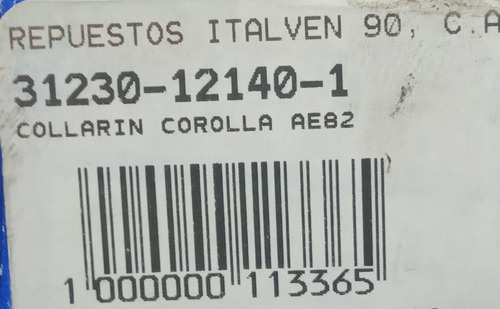 REPUESTOS ITALVEN 90, C.A
31230-12140-1
COLLARIN COROLLA AE82
1 000000 113365